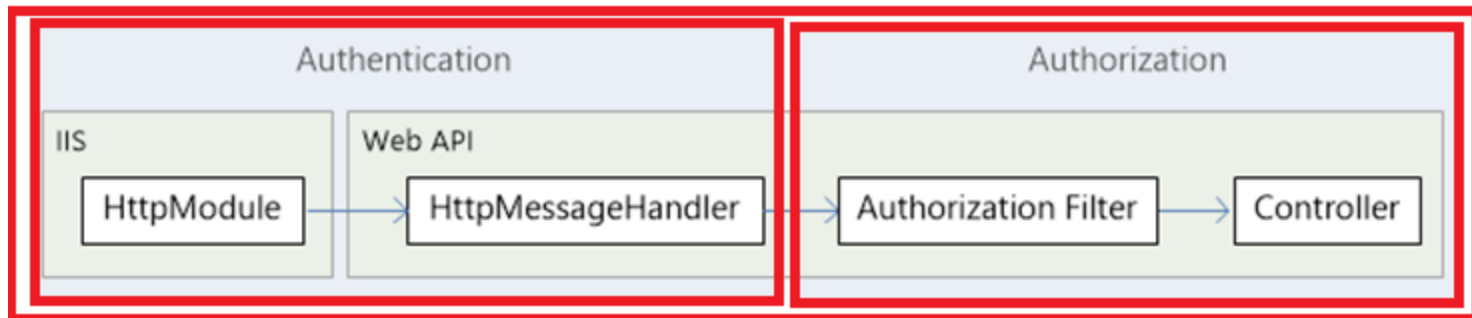 Authentication
Authorization
IIS
Web API
HttpModule
HttpMessageHandler
Authorization Filter
Controller